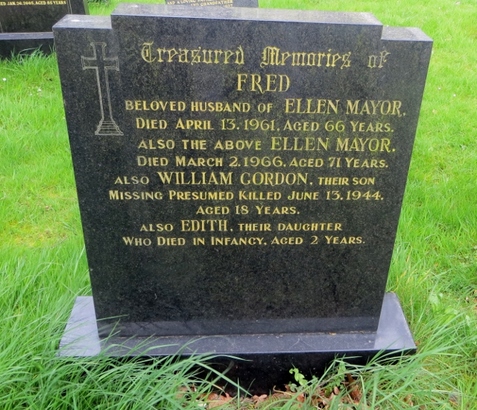 Treasured Memories of
FRED
BELOVED HUSBAND OF ELLEN MAYOR,
DIED APRIL 13, 1961, AGED 66 YEARS.
ALSO THE ABOVE ELLEN MAYOR,
DIED MARCH 2, 1966, AGED 71 YEARS.
ALSO WILLIAM GORDON, THEIR SON
MISSING PRESUMED KILLED JUNE 13, 1944,
AGED 18 YEARS.
ALSO EDITH, THEIR DAUGHTER
WHO DIED IN INFANCY, AGED 2 YEARS.